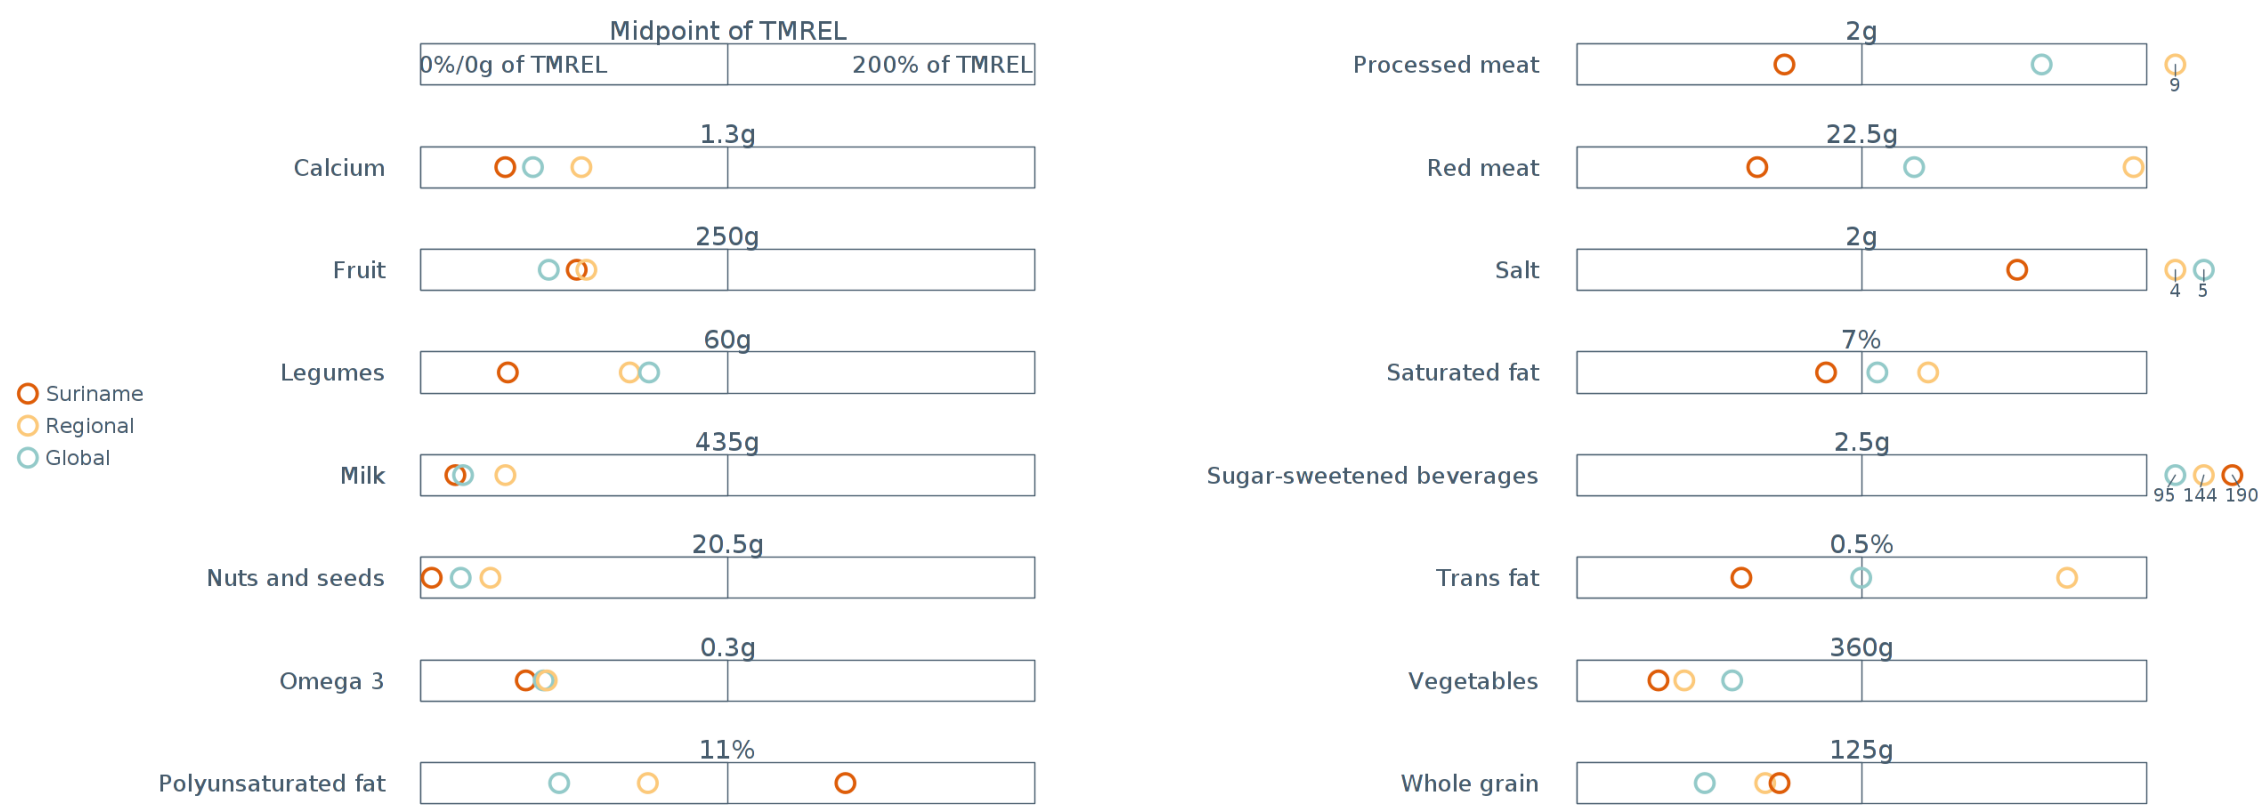 Midpoint of TMREL
0%/0g of TMREL 200% of TMREL
1.3g
Calcium
250g
Fruit
60g
Legumes
435g
Milk
20.5g
Nuts and seeds
0.3g
Omega 3
11%
Polyunsaturated fat
Suriname
Regional
Global
2g
Processed meat
9
22.5g
Red meat
2g
Salt
4 5
7%
Saturated fat
2.5g
Sugar-sweetened beverages
95 144 190
0.5%
Trans fat
360g
Vegetables
125g
Whole grain